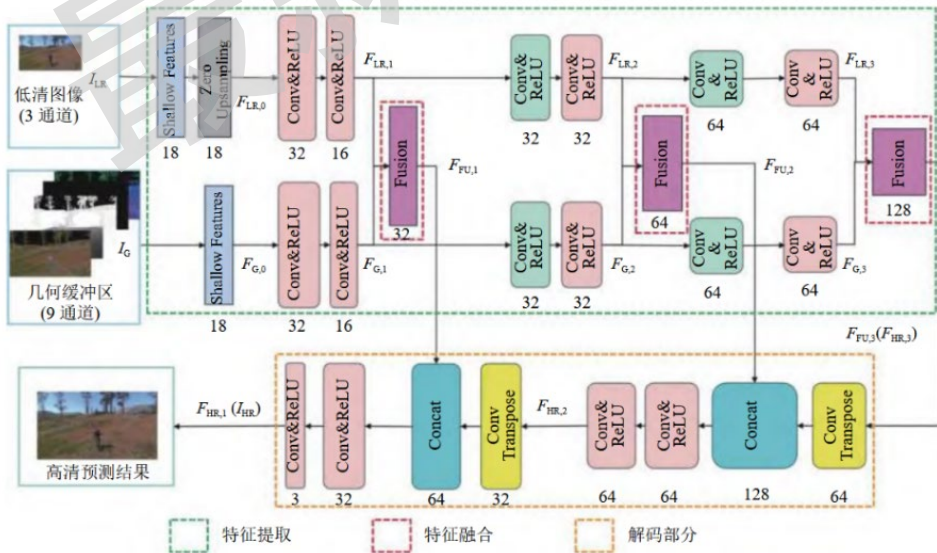 低清图像
(3 通道)
I_LR
Shallow Features
18
Zero
Upsampling
18
F_LR,0
Conv&ReLU
32
Conv&ReLU
16
F_LR,1
Conv&
ReLU
32
Conv&
ReLU
32
F_LR,2
Conv
&
ReLU
64
Conv
&
ReLU
64
F_LR,3
Fusion
32
F_FU,1
Fusion
64
F_FU,2
Fusion
128
几何缓冲区
(9 通道)
I_G
Shallow Features
18
F_G,0
Conv&ReLU
32
Conv&ReLU
16
F_G,1
Conv&
ReLU
32
Conv&
ReLU
32
F_G,2
Conv
&
ReLU
64
Conv
&
ReLU
64
F_G,3
F_FU,3(F_HR,3)
高清预测结果
F_HR,1 (I_HR)
Conv&ReLU
3
Conv&ReLU
32
Concat
64
Conv
Transpose
32
F_HR,2
Conv&
ReLU
64
Conv&
ReLU
64
Concat
128
Conv
Transpose
64
特征提取
特征融合
解码部分